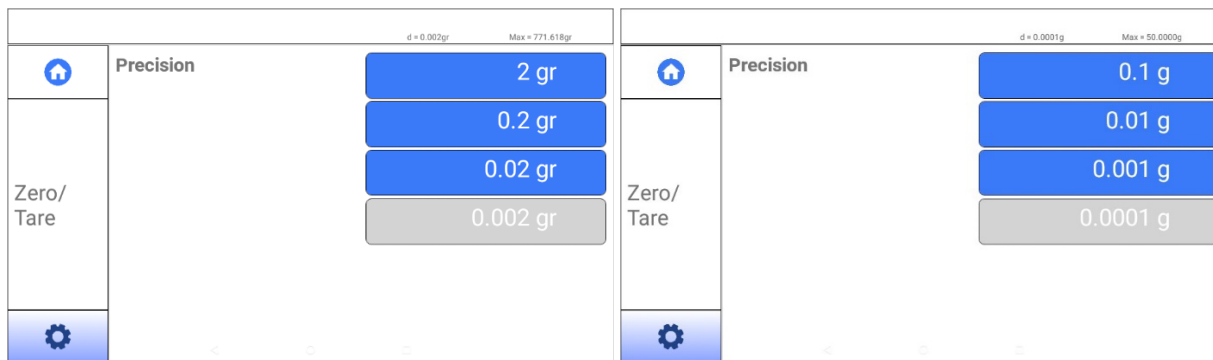 d = 0.002gr Max = 771.618gr
Precision
2 gr
0.2 gr
0.02 gr
0.002 gr
Zero/
Tare
d = 0.0001g Max = 50.0000g
Precision
0.1 g
0.01 g
0.001 g
0.0001 g
Zero/
Tare